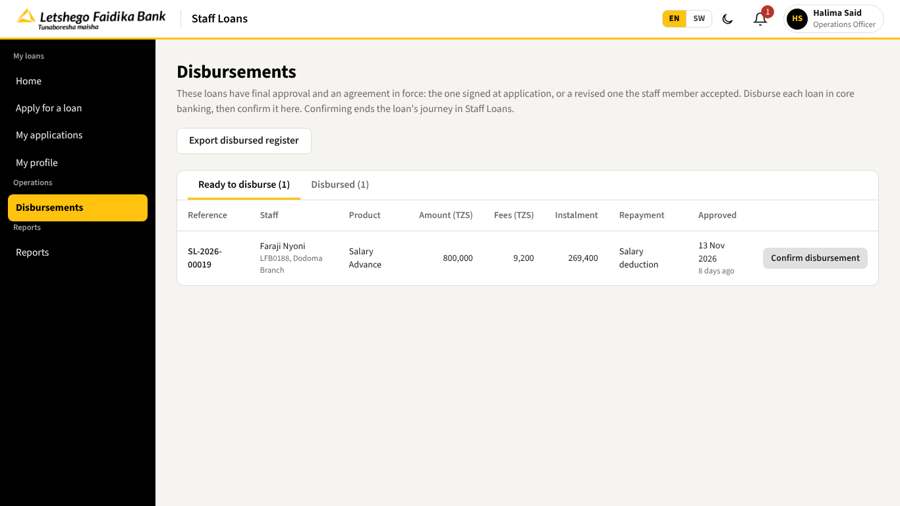 Letshego Faidika Bank
Tunaboresha maisha
Staff Loans
EN SW
1
HS
Halima Said
Operations Officer
My loans
Home
Apply for a loan
My applications
My profile
Operations
Disbursements
Reports
Reports
Disbursements
These loans have final approval and an agreement in force: the one signed at application, or a revised one the staff member accepted. Disburse each loan in core
banking, then confirm it here. Confirming ends the loan's journey in Staff Loans.
Export disbursed register
Ready to disburse (1) Disbursed (1)
Reference Staff Product Amount (TZS) Fees (TZS) Instalment Repayment Approved
SL-2026-
00019
Faraji Nyoni
LFB0188, Dodoma
Branch
Salary
Advance
800,000
9,200
269,400
Salary
deduction
13 Nov
2026
8 days ago
Confirm disbursement